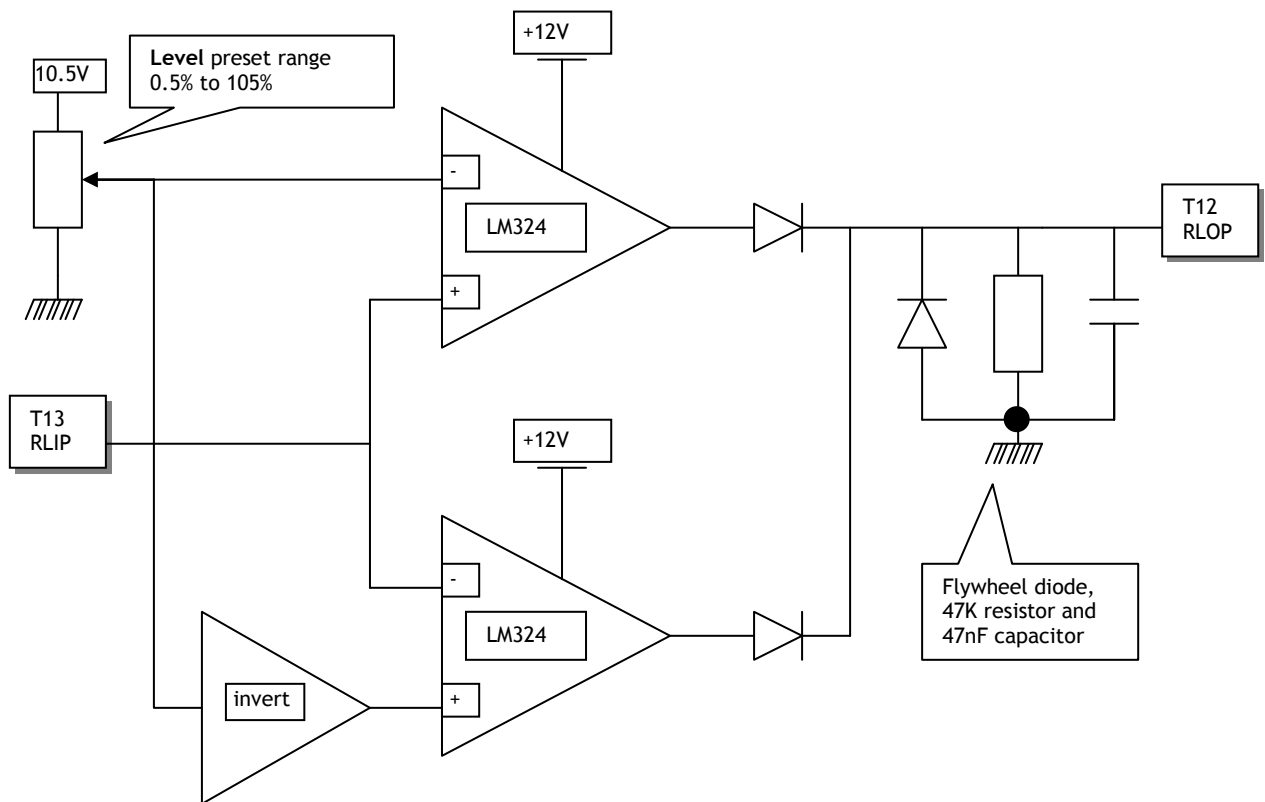 +12V
Level preset range
0.5% to 105%
10.5V
-
LM324
+
T12
RLOP
T13
RLIP
+12V
-
LM324
+
invert
Flywheel diode,
47K resistor and
47nF capacitor